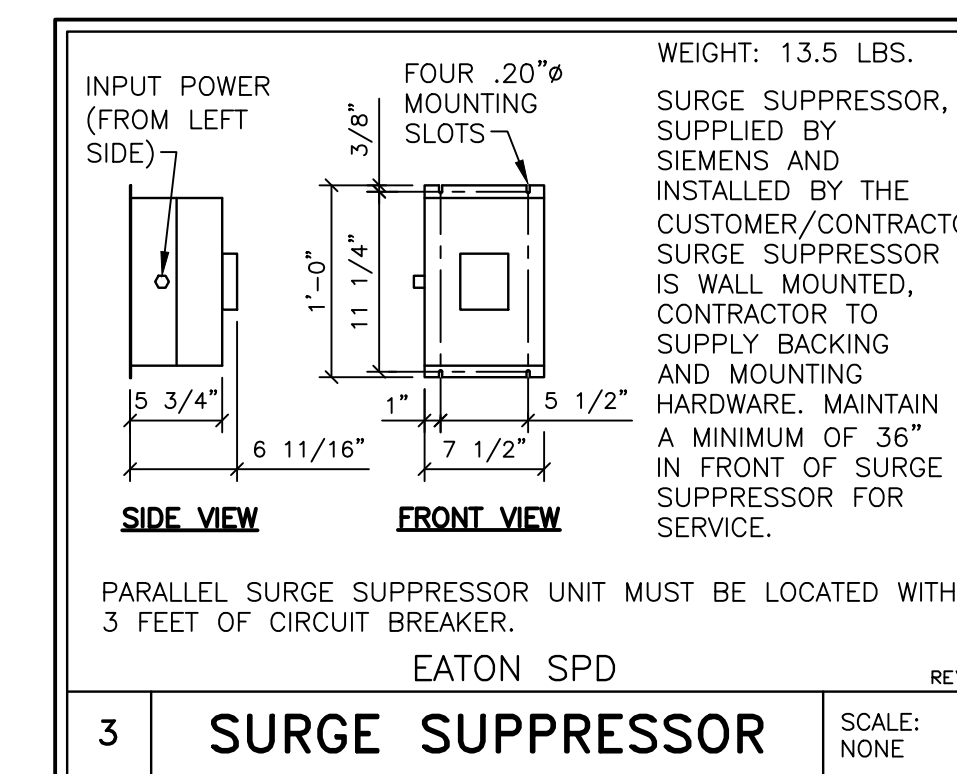 INPUT POWER
(FROM LEFT
SIDE)
FOUR .20"ø
MOUNTING
SLOTS
3/8"
1'-0"
11 1/4"
5 3/4"
6 11/16"
1"
5 1/2"
7 1/2"
SIDE VIEW
FRONT VIEW
WEIGHT: 13.5 LBS.
SURGE SUPPRESSOR,
SUPPLIED BY
SIEMENS AND
INSTALLED BY THE
CUSTOMER/CONTRACTO
SURGE SUPPRESSOR
IS WALL MOUNTED,
CONTRACTOR TO
SUPPLY BACKING
AND MOUNTING
HARDWARE. MAINTAIN
A MINIMUM OF 36"
IN FRONT OF SURGE
SUPPRESSOR FOR
SERVICE.
PARALLEL SURGE SUPPRESSOR UNIT MUST BE LOCATED WITH
3 FEET OF CIRCUIT BREAKER.
EATON SPD
RE
3
SURGE SUPPRESSOR
SCALE:
NONE